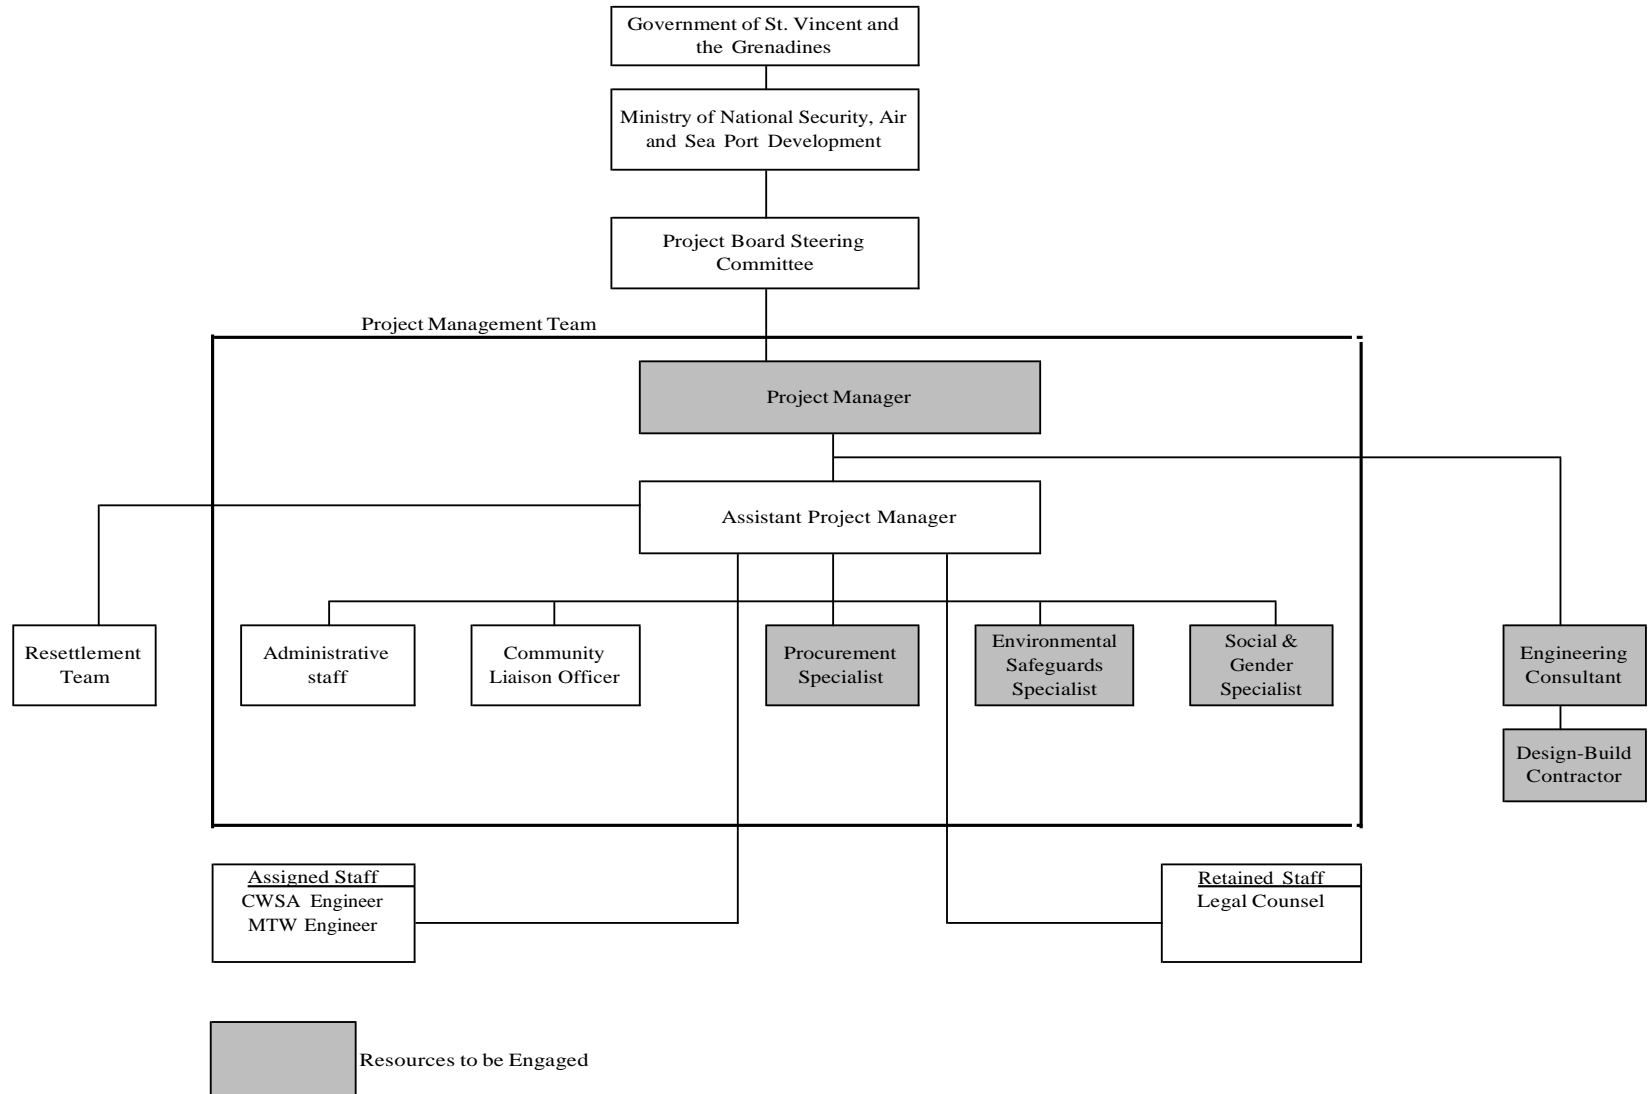 Government of St. Vincent and
the Grenadines
Ministry of National Security, Air
and Sea Port Development
Project Board Steering
Committee
Project Management Team
Project Manager
Assistant Project Manager
Resettlement
Team
Administrative
staff
Community
Liaison Officer
Procurement
Specialist
Environmental
Safeguards
Specialist
Social &
Gender
Specialist
Engineering
Consultant
Design-Build
Contractor
Assigned Staff
CWSA Engineer
MTW Engineer
Retained Staff
Legal Counsel
Resources to be Engaged